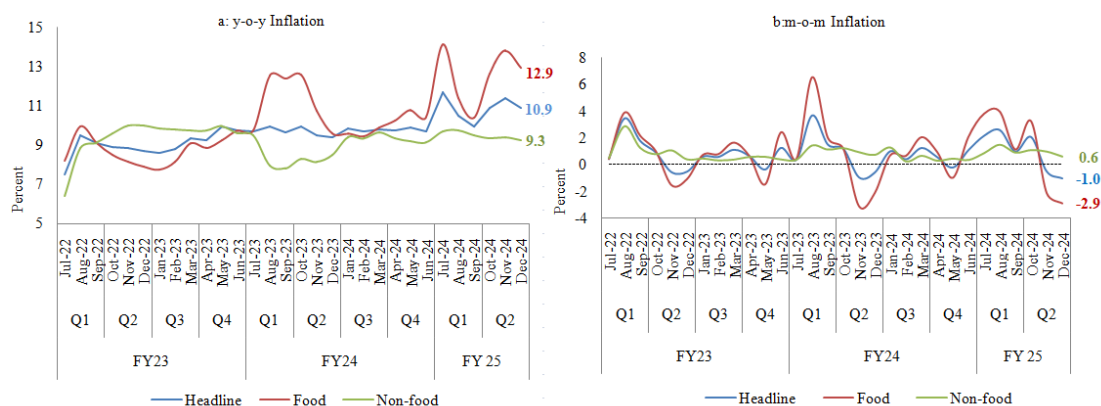 a: y-o-y Inflation
15
13
11
9
7
5
Percent
12.9
10.9
9.3
Jul-22 Aug-22 Sep-22 Oct-22 Nov-22 Dec-22 Jan-23 Feb-23 Mar-23 Apr-23 May-23 Jun-23 Jul-23 Aug-23 Sep-23 Oct-23 Nov-23 Dec-23 Jan-24 Feb-24 Mar-24 Apr-24 May-24 Jun-24 Jul-24 Aug-24 Sep-24 Oct-24 Nov-24 Dec-24
Q1 Q2 Q3 Q4 Q1 Q2 Q3 Q4 Q1 Q2
FY23 FY24 FY 25
Headline Food Non-food
b:m-o-m Inflation
8
6
4
2
0
-2
-4
Percent
0.6
-1.0
-2.9
Jul-22 Aug-22 Sep-22 Oct-22 Nov-22 Dec-22 Jan-23 Feb-23 Mar-23 Apr-23 May-23 Jun-23 Jul-23 Aug-23 Sep-23 Oct-23 Nov-23 Dec-23 Jan-24 Feb-24 Mar-24 Apr-24 May-24 Jun-24 Jul-24 Aug-24 Sep-24 Oct-24 Nov-24 Dec-24
Q1 Q2 Q3 Q4 Q1 Q2 Q3 Q4 Q1 Q2
FY23 FY24 FY 25
Headline Food Non-food